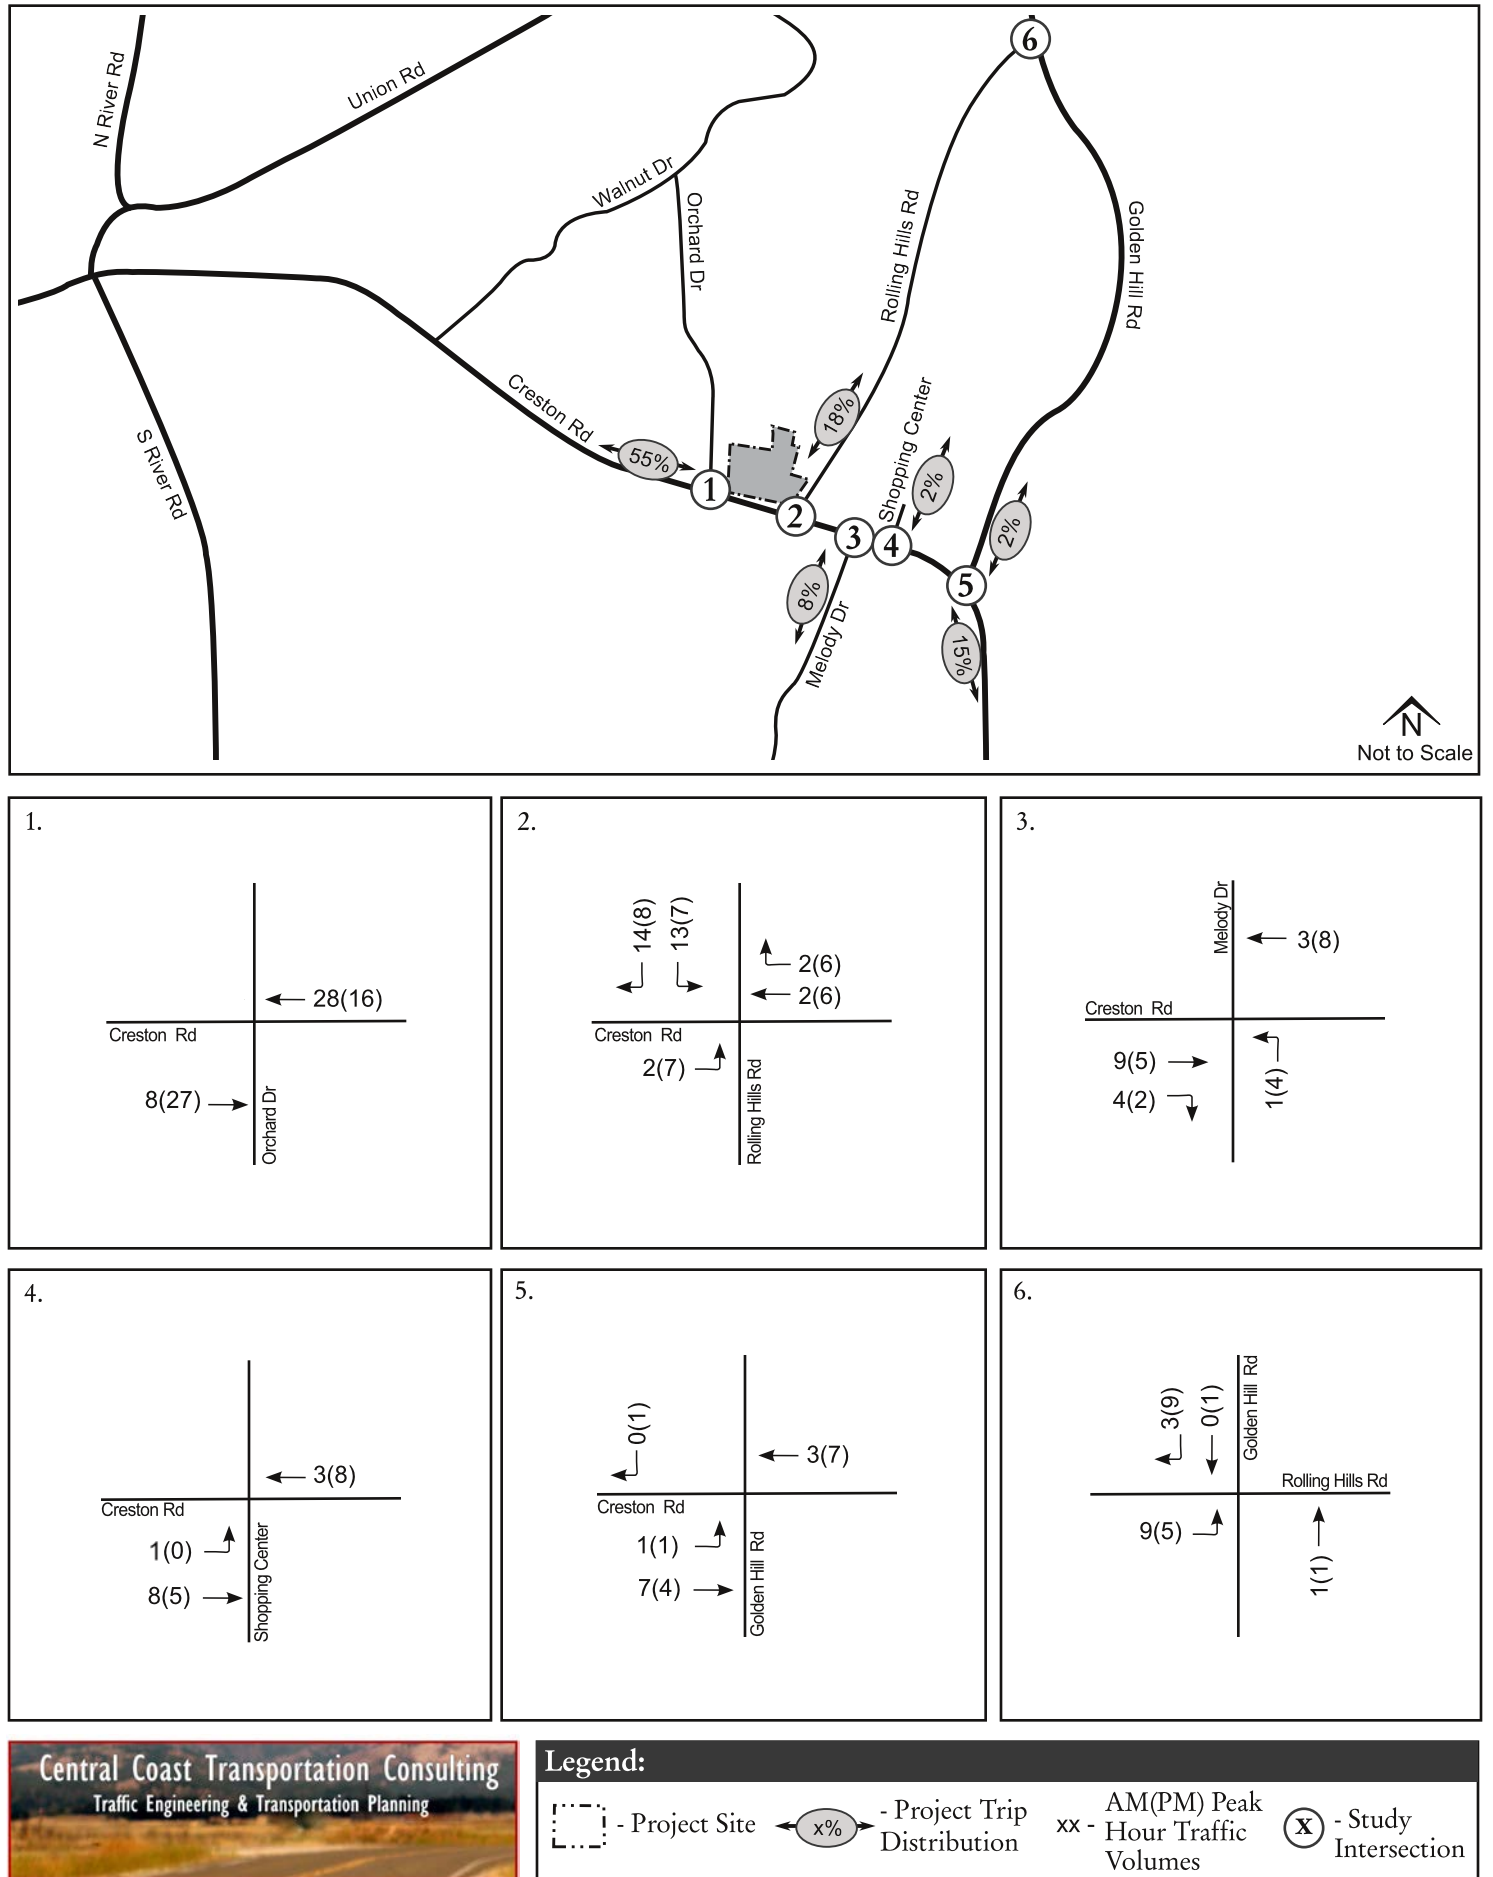 6
N River Rd
Union Rd
Walnut Dr
Orchard Dr
Rolling Hills Rd
Golden Hill Rd
Creston Rd
S River Rd
55%
18%
Shopping Center
2%
2%
1
2
3
4
5
8%
Melody Dr
15%
N
Not to Scale
1.
28(16)
Creston Rd
8(27)
Orchard Dr
2.
14(8)
13(7)
2(6)
2(6)
Creston Rd
2(7)
Rolling Hills Rd
3.
Melody Dr
3(8)
Creston Rd
9(5)
4(2)
1(4)
4.
3(8)
Creston Rd
1(0)
8(5)
Shopping Center
5.
0(1)
3(7)
Creston Rd
1(1)
7(4)
Golden Hill Rd
6.
3(9)
0(1)
Golden Hill Rd
Rolling Hills Rd
9(5)
1(1)
Central Coast Transportation Consulting
Traffic Engineering & Transportation Planning
Legend:
- Project Site
x%
- Project Trip
Distribution
xx -
AM(PM) Peak
Hour Traffic
Volumes
X
- Study
Intersection